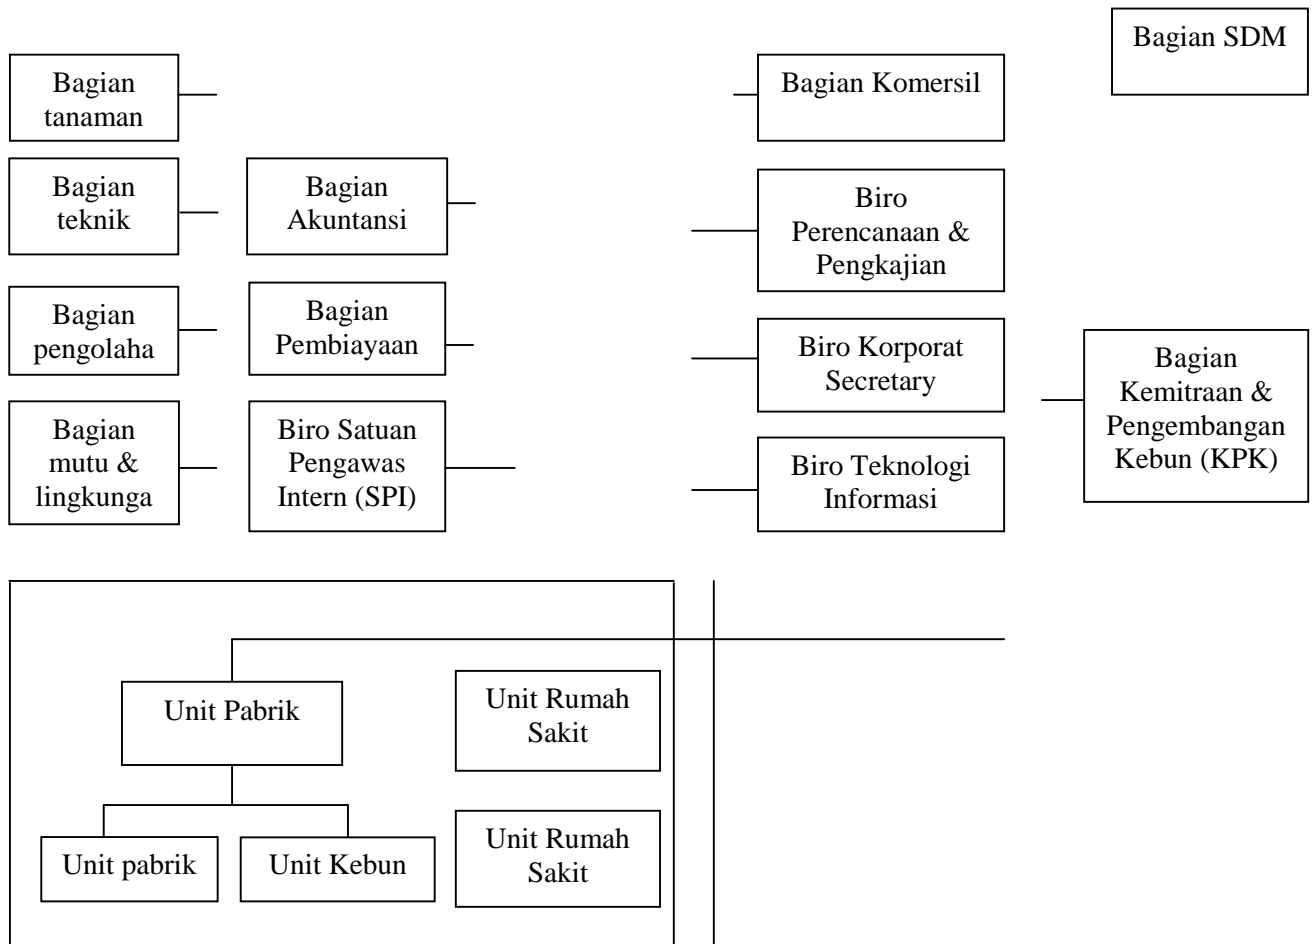 Bagian SDM
Bagian
tanaman
Bagian Komersil
Bagian
teknik
Bagian
Akuntansi
Biro
Perencanaan &
Pengkajian
Bagian
pengolaha
Bagian
Pembiayaan
Biro Korporat
Secretary
Bagian
Kemitraan &
Pengembangan
Kebun (KPK)
Bagian
mutu &
lingkunga
Biro Satuan
Pengawas
Intern (SPI)
Biro Teknologi
Informasi
Unit Pabrik
Unit Rumah
Sakit
Unit pabrik
Unit Kebun
Unit Rumah
Sakit